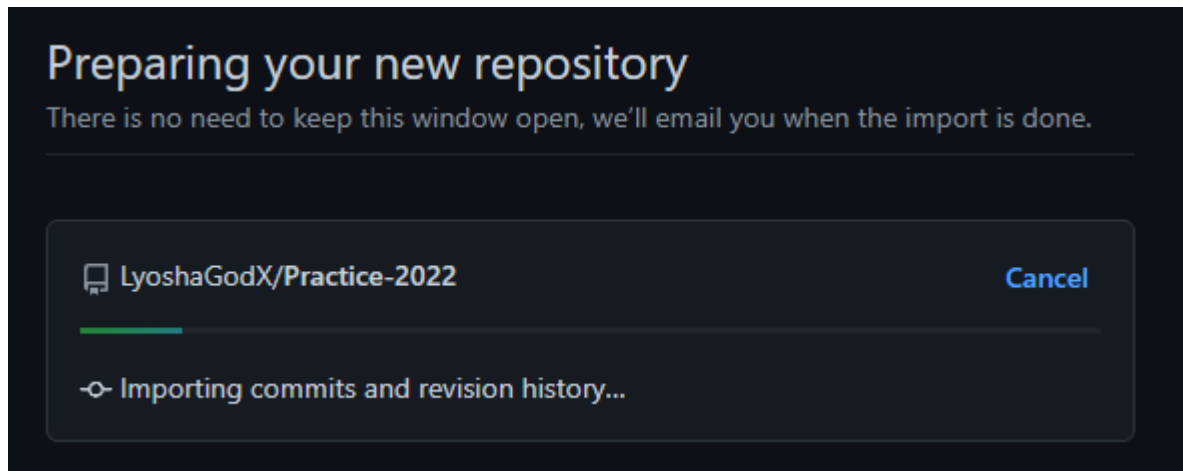 Preparing your new repository
There is no need to keep this window open, we’ll email you when the import is done.
LyoshaGodX/Practice-2022
Cancel
Importing commits and revision history...